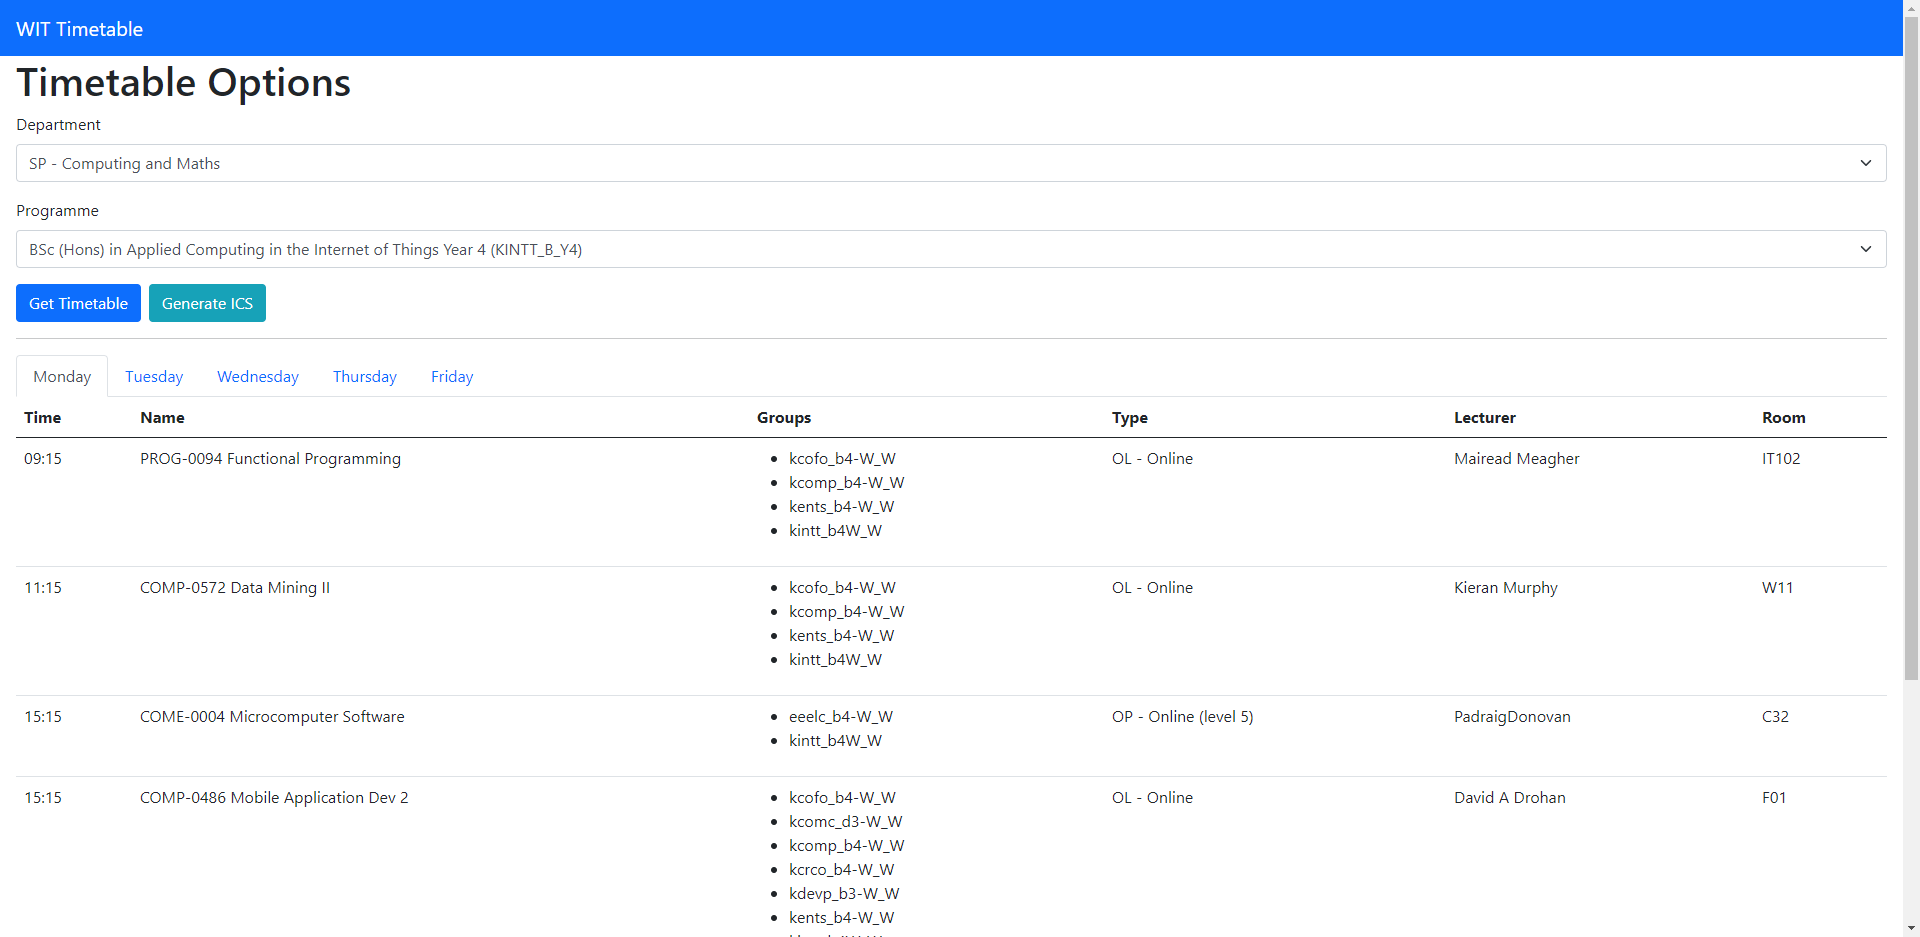 WIT Timetable
Timetable Options
Department
SP - Computing and Maths
Programme
BSc (Hons) in Applied Computing in the Internet of Things Year 4 (KINTT_B_Y4)
Get Timetable Generate ICS
Monday Tuesday Wednesday Thursday Friday
Time Name Groups Type Lecturer Room
09:15 PROG-0094 Functional Programming kcofo_b4-W_W OL - Online Mairead Meagher IT102
kcomp_b4-W_W
kents_b4-W_W
kintt_b4W_W
11:15 COMP-0572 Data Mining II kcofo_b4-W_W OL - Online Kieran Murphy W11
kcomp_b4-W_W
kents_b4-W_W
kintt_b4W_W
15:15 COME-0004 Microcomputer Software eeelc_b4-W_W OP - Online (level 5) PadraigDonovan C32
kintt_b4W_W
15:15 COMP-0486 Mobile Application Dev 2 kcofo_b4-W_W OL - Online David A Drohan F01
kcomc_d3-W_W
kcomp_b4-W_W
kcrco_b4-W_W
kdevp_b3-W_W
kents_b4-W_W